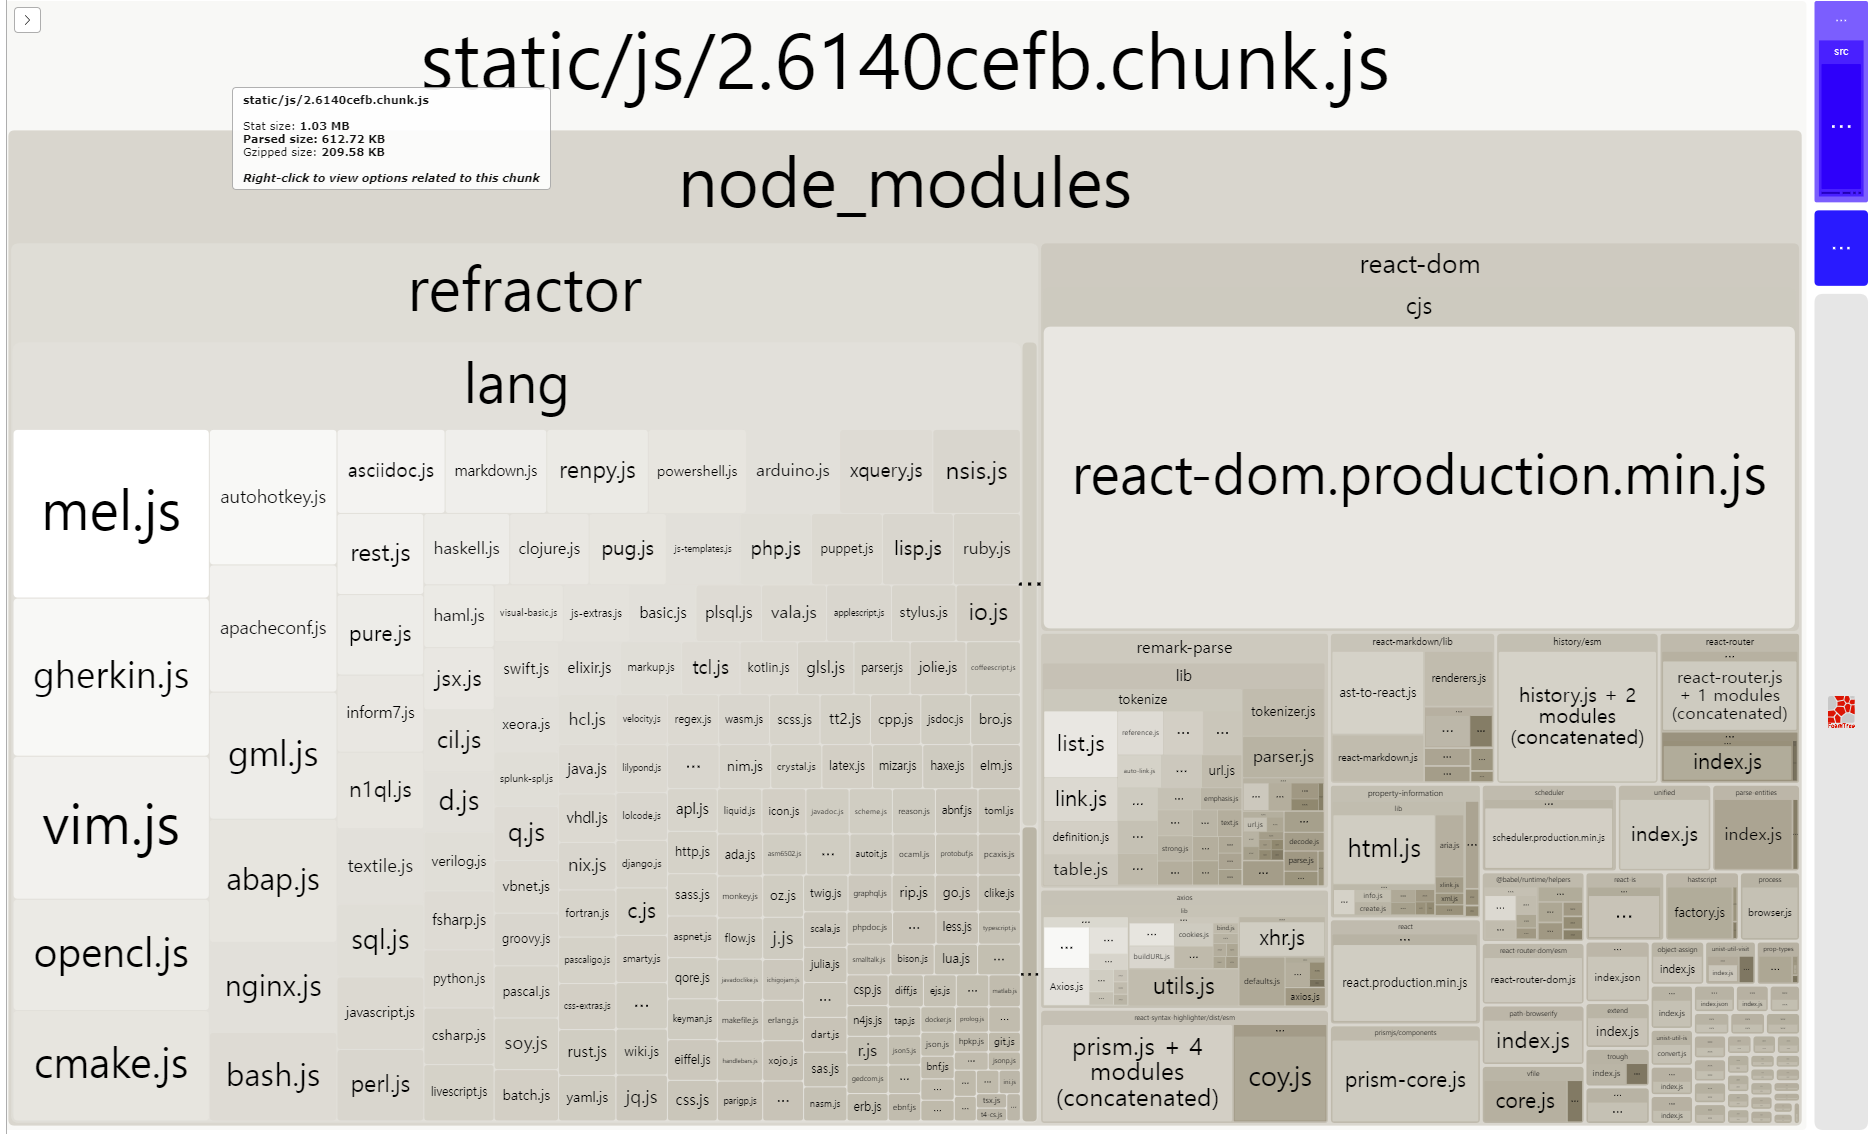 static/js/2.6140cefb.chunk.js
static/js/2.6140cefb.chunk.js
Stat size: 1.03 MB
Parsed size: 612.72 KB
Gzipped size: 209.58 KB
Right-click to view options related to this chunk
...
src
...
...
node_modules
refractor
lang
mel.js
gherkin.js
vim.js
opencl.js
cmake.js
autohotkey.js
apacheconf.js
gml.js
abap.js
nginx.js
bash.js
asciidoc.js
markdown.js
renpy.js
powershell.js
arduino.js
xquery.js
nsis.js
rest.js
haskell.js
clojure.js
pug.js
js-templates.js
php.js
puppet.js
lisp.js
ruby.js
pure.js
haml.js
visual-basic.js
js-extras.js
basic.js
plsql.js
vala.js
applescript.js
stylus.js
io.js
inform7.js
jsx.js
swift.js
elixir.js
markup.js
tcl.js
kotlin.js
glsl.js
parser.js
jolie.js
coffeescript.js
n1ql.js
cil.js
xeora.js
hcl.js
velocity.js
regex.js
wasm.js
scss.js
tt2.js
cpp.js
jsdoc.js
bro.js
d.js
splunk-spl.js
java.js
lilypond.js
...
nim.js
crystal.js
latex.js
mizar.js
haxe.js
elm.js
textile.js
verilog.js
q.js
vhdl.js
lolcode.js
apl.js
liquid.js
icon.js
javadoc.js
scheme.js
reason.js
abnf.js
toml.js
vbnet.js
nix.js
django.js
http.js
ada.js
asm6502.js
...
autoit.js
ocaml.js
protobuf.js
pcaxis.js
sql.js
fsharp.js
groovy.js
fortran.js
c.js
sass.js
monkey.js
oz.js
twig.js
graphql.js
rip.js
go.js
clike.js
aspnet.js
flow.js
j.js
scala.js
phpdoc.js
...
less.js
typescript.js
javascript.js
python.js
pascal.js
pascaligo.js
smarty.js
qore.js
javadoclike.js
ichigojam.js
julia.js
smalltalk.js
bison.js
lua.js
...
css-extras.js
...
keyman.js
makefile.js
erlang.js
...
csp.js
diff.js
ejs.js
...
matlab.js
perl.js
csharp.js
soy.js
rust.js
wiki.js
eiffel.js
handlebars.js
xojo.js
dart.js
n4js.js
tap.js
docker.js
prolog.js
...
livescript.js
batch.js
yaml.js
jq.js
css.js
parigp.js
...
sas.js
r.js
json5.js
json.js
hpkp.js
git.js
bnf.js
jsonp.js
gedcom.js
...
...
ini.js
nasm.js
erb.js
ebnf.js
...
tsx.js
t4-cs.js
...
...
react-dom
cjs
react-dom.production.min.js
remark-parse
lib
tokenize
list.js
reference.js
...
...
link.js
auto-link.js
...
url.js
definition.js
emphasis.js
text.js
table.js
strong.js
tokenizer.js
parser.js
url.js
decode.js
parse.js
axios
lib
...
Axios.js
...
buildURL.js
cookies.js
bind.js
utils.js
xhr.js
defaults.js
axios.js
react-syntax-highlighter/dist/esm
prism.js + 4
modules
(concatenated)
...
coy.js
react-markdown/lib
ast-to-react.js
renderers.js
react-markdown.js
history/esm
history.js + 2
modules
(concatenated)
react-router
...
react-router.js
+ 1 modules
(concatenated)
index.js
property-information
lib
html.js
aria.js
xlink.js
xml.js
info.js
create.js
scheduler
...
scheduler.production.min.js
unified
index.js
parse-entities
index.js
@babel/runtime/helpers
react-is
...
hastscript
factory.js
process
browser.js
react
...
react.production.min.js
react-router-dom/esm
react-router-dom.js
index.json
object-assign
index.js
unist-util-visit
index.js
prop-types
...
prismjs/components
prism-core.js
path-browserify
index.js
extend
index.js
index.js
index.json
index.js
unist-util-is
convert.js
vfile
core.js
trough
index.js
index.js
index.js
FoamTree